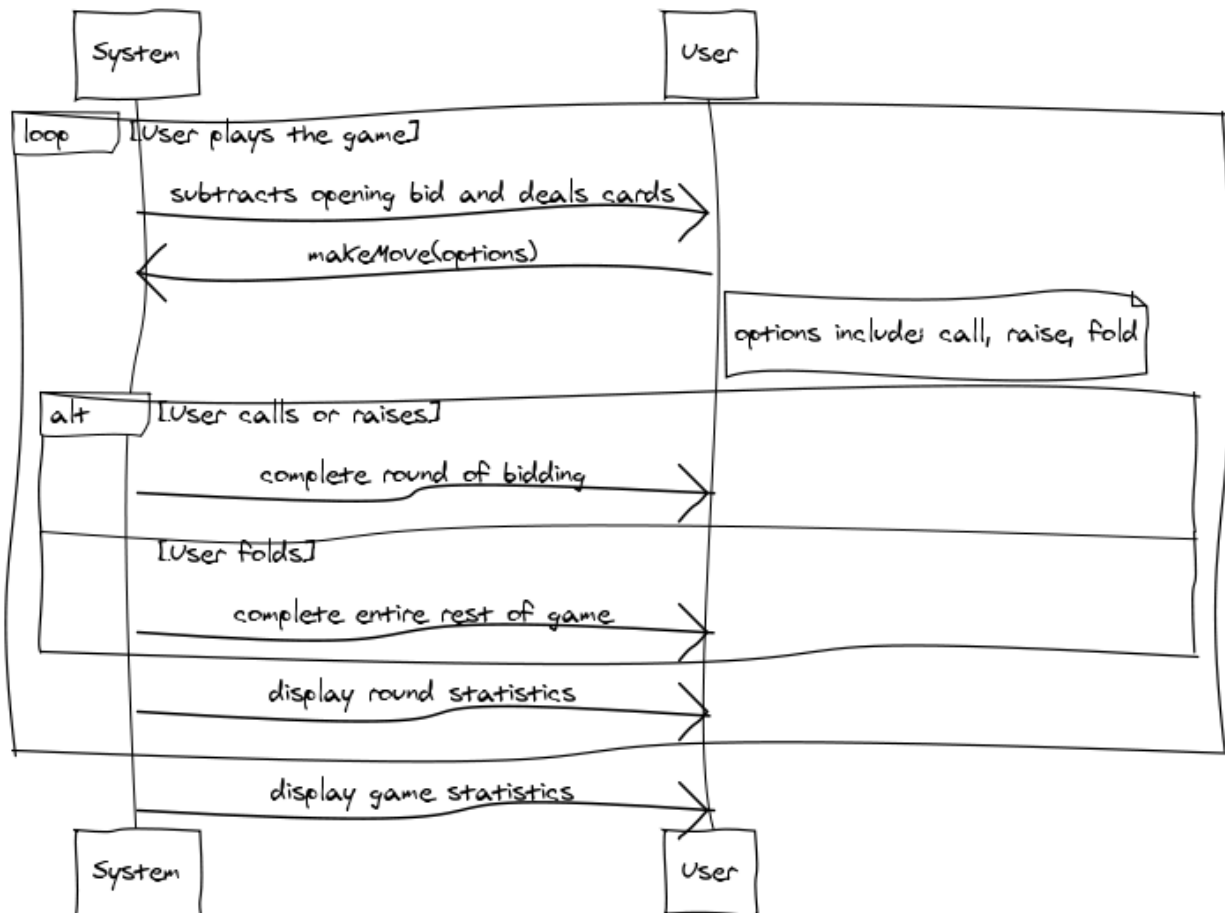 System
User
loop
[User plays the game]
subtracts opening bid and deals cards
makeMove(options)
options include: call, raise, fold
alt
[User calls or raises]
complete round of bidding
[User folds]
complete entire rest of game
display round statistics
display game statistics
System
User